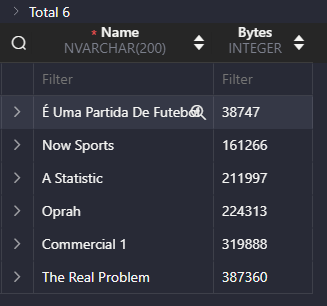 Total 6
* Name Bytes
NVARCHAR(200) INTEGER
Filter Filter
É Uma Partida De Futebol 38747
Now Sports 161266
A Statistic 211997
Oprah 224313
Commercial 1 319888
The Real Problem 387360